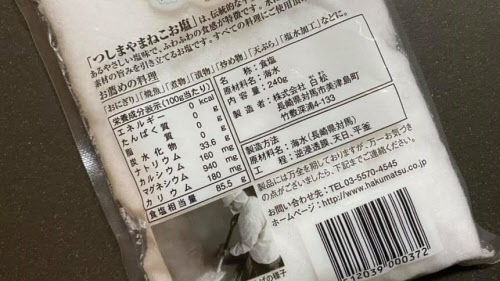 「つしまやまねこお塩」は、伝統的な
あるやさしい塩味で、ふわふわの食感が特徴です。
素材の旨みを引き立てるお塩です。すべての料理にご使用頂
お薦めの料理
「おにぎり」「焼魚」「煮物」「漬物」「炒め物」「天ぷら」「塩水加工」などに。
栄養成分表示(100g当たり)
エネルギー 0 kcal
たんぱく質 0 g
脂質 0 g
炭水化物
ナトリウム 33.6 g
カルシウム 160 mg
マグネシウム 940 mg
カリウム 180 mg
食塩相当量 85.5 g
名称:食塩
原材料名:海水
内容量:240g
製造者:株式会社 白松
長崎県対馬市美津島町
竹敷深浦4-133
製造方法
原材料名:海水(長崎県対馬)
工程:逆浸透膜、天日、平釜
製品には万全を期しておりますが、万一お気づき
の点がございましたら、下記までご連絡ください。
お問い合わせ先:TEL03-5570-4545
ホームページ:http://www.hakumatsu.co.jp
512039 000372
の様子